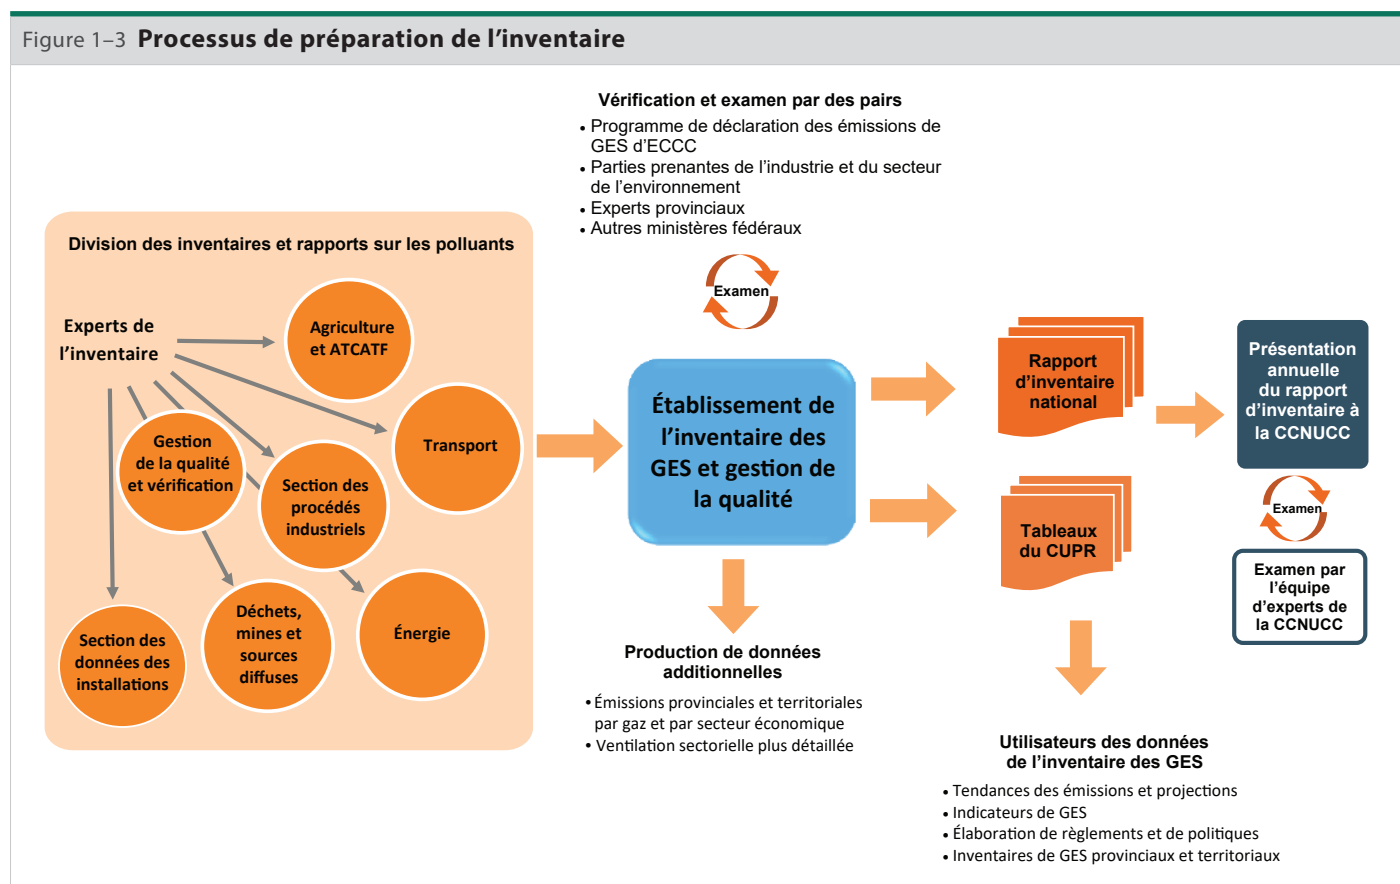 Figure 1–3 Processus de préparation de l’inventaire
Vérification et examen par des pairs
• Programme de déclaration des émissions de
GES d’ECCC
• Parties prenantes de l’industrie et du secteur
de l’environnement
• Experts provinciaux
• Autres ministères fédéraux
Examen
Division des inventaires et rapports sur les polluants
Experts de
l’inventaire
Agriculture
et ATCATF
Transport
Gestion
de la qualité
et vérification
Section des
procédés
industriels
Section des
données des
installations
Déchets,
mines et
sources
diffuses
Énergie
Établissement de
l’inventaire des
GES et gestion de
la qualité
Rapport
d’inventaire
national
Tableaux
du CUPR
Présentation
annuelle
du rapport
d’inventaire à
la CCNUCC
Examen
Examen par
l’équipe
d’experts de
la CCNUCC
Production de données
additionnelles
• Émissions provinciales et territoriales
par gaz et par secteur économique
• Ventilation sectorielle plus détaillée
Utilisateurs des données
de l’inventaire des GES
• Tendances des émissions et projections
• Indicateurs de GES
• Élaboration de règlements et de politiques
• Inventaires de GES provinciaux et territoriaux